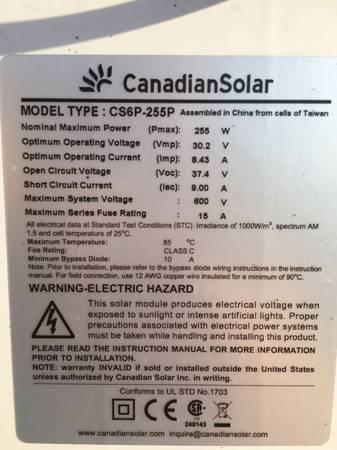 CanadianSolar
MODEL TYPE : CS6P-255P Assembled in China from cells of Taiwan
Nominal Maximum Power (Pmax): 255 W
Optimum Operating Voltage (Vmp): 30.2 V
Optimum Operating Current (Imp): 8.43 A
Open Circuit Voltage (Voc): 37.4 V
Short Circuit Current (Isc): 9.00 A
Maximum System Voltage : 600 V
Maximum Series Fuse Rating : 15 A
All electrical data at Standard Test Conditions (STC). Irradiance of 1000W/m², spectrum AM
1.5 and cell temperature of 25°C.
Maximum Temperature: 85 °C
Fire Rating: CLASS C
Minimum Bypass Diode: 10 A
Note: Prior to installation, please refer to the bypass diode wiring instructions in the instruction
manual. For field connection, use 12 AWG copper wire insulated for a minimum of 90°C.
WARNING-ELECTRIC HAZARD
This solar module produces electrical voltage when
exposed to sunlight or intense artificial lights. Proper
precautions associated with electrical power systems
must be taken while handling and installing this product.
PLEASE READ THE INSTRUCTION MANUAL FOR MORE INFORMATION
PRIOR TO INSTALLATION.
NOTE: warranty INVALID if sold or installed outside the United States
unless authorized by Canadian Solar Inc. in writing.
Conforms to UL STD No.1703
CE
249143
www.canadiansolar.com inquire@canadiansolar.com